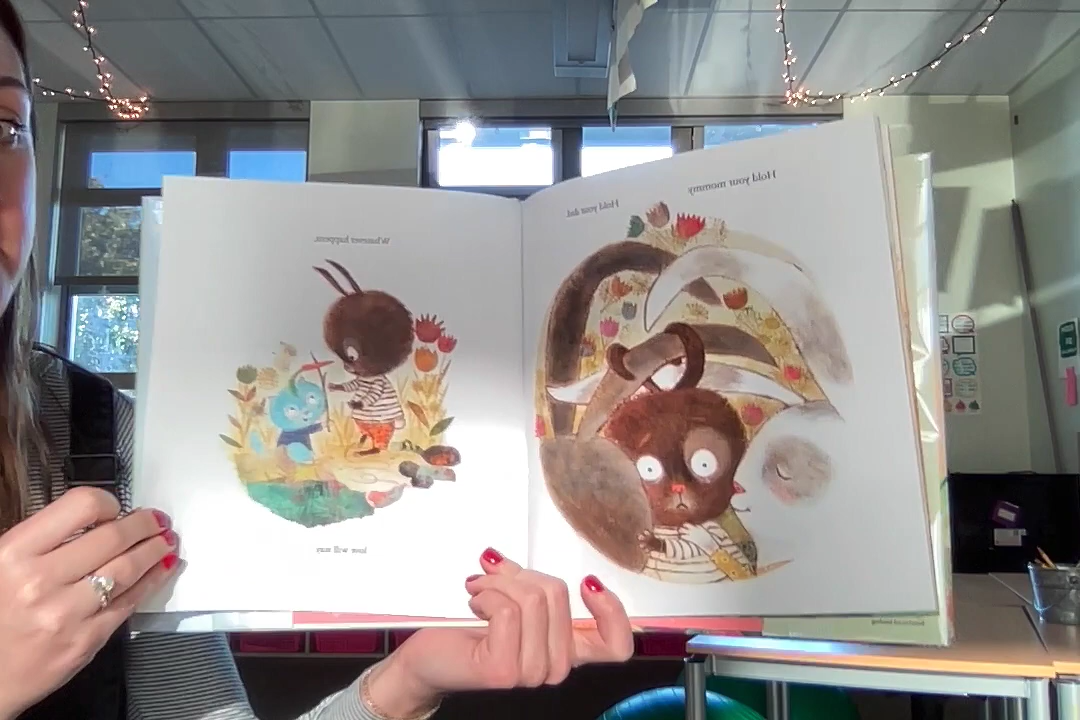 Hold your mommy.
Hold your dad.
Whatever happens,
love will stay.